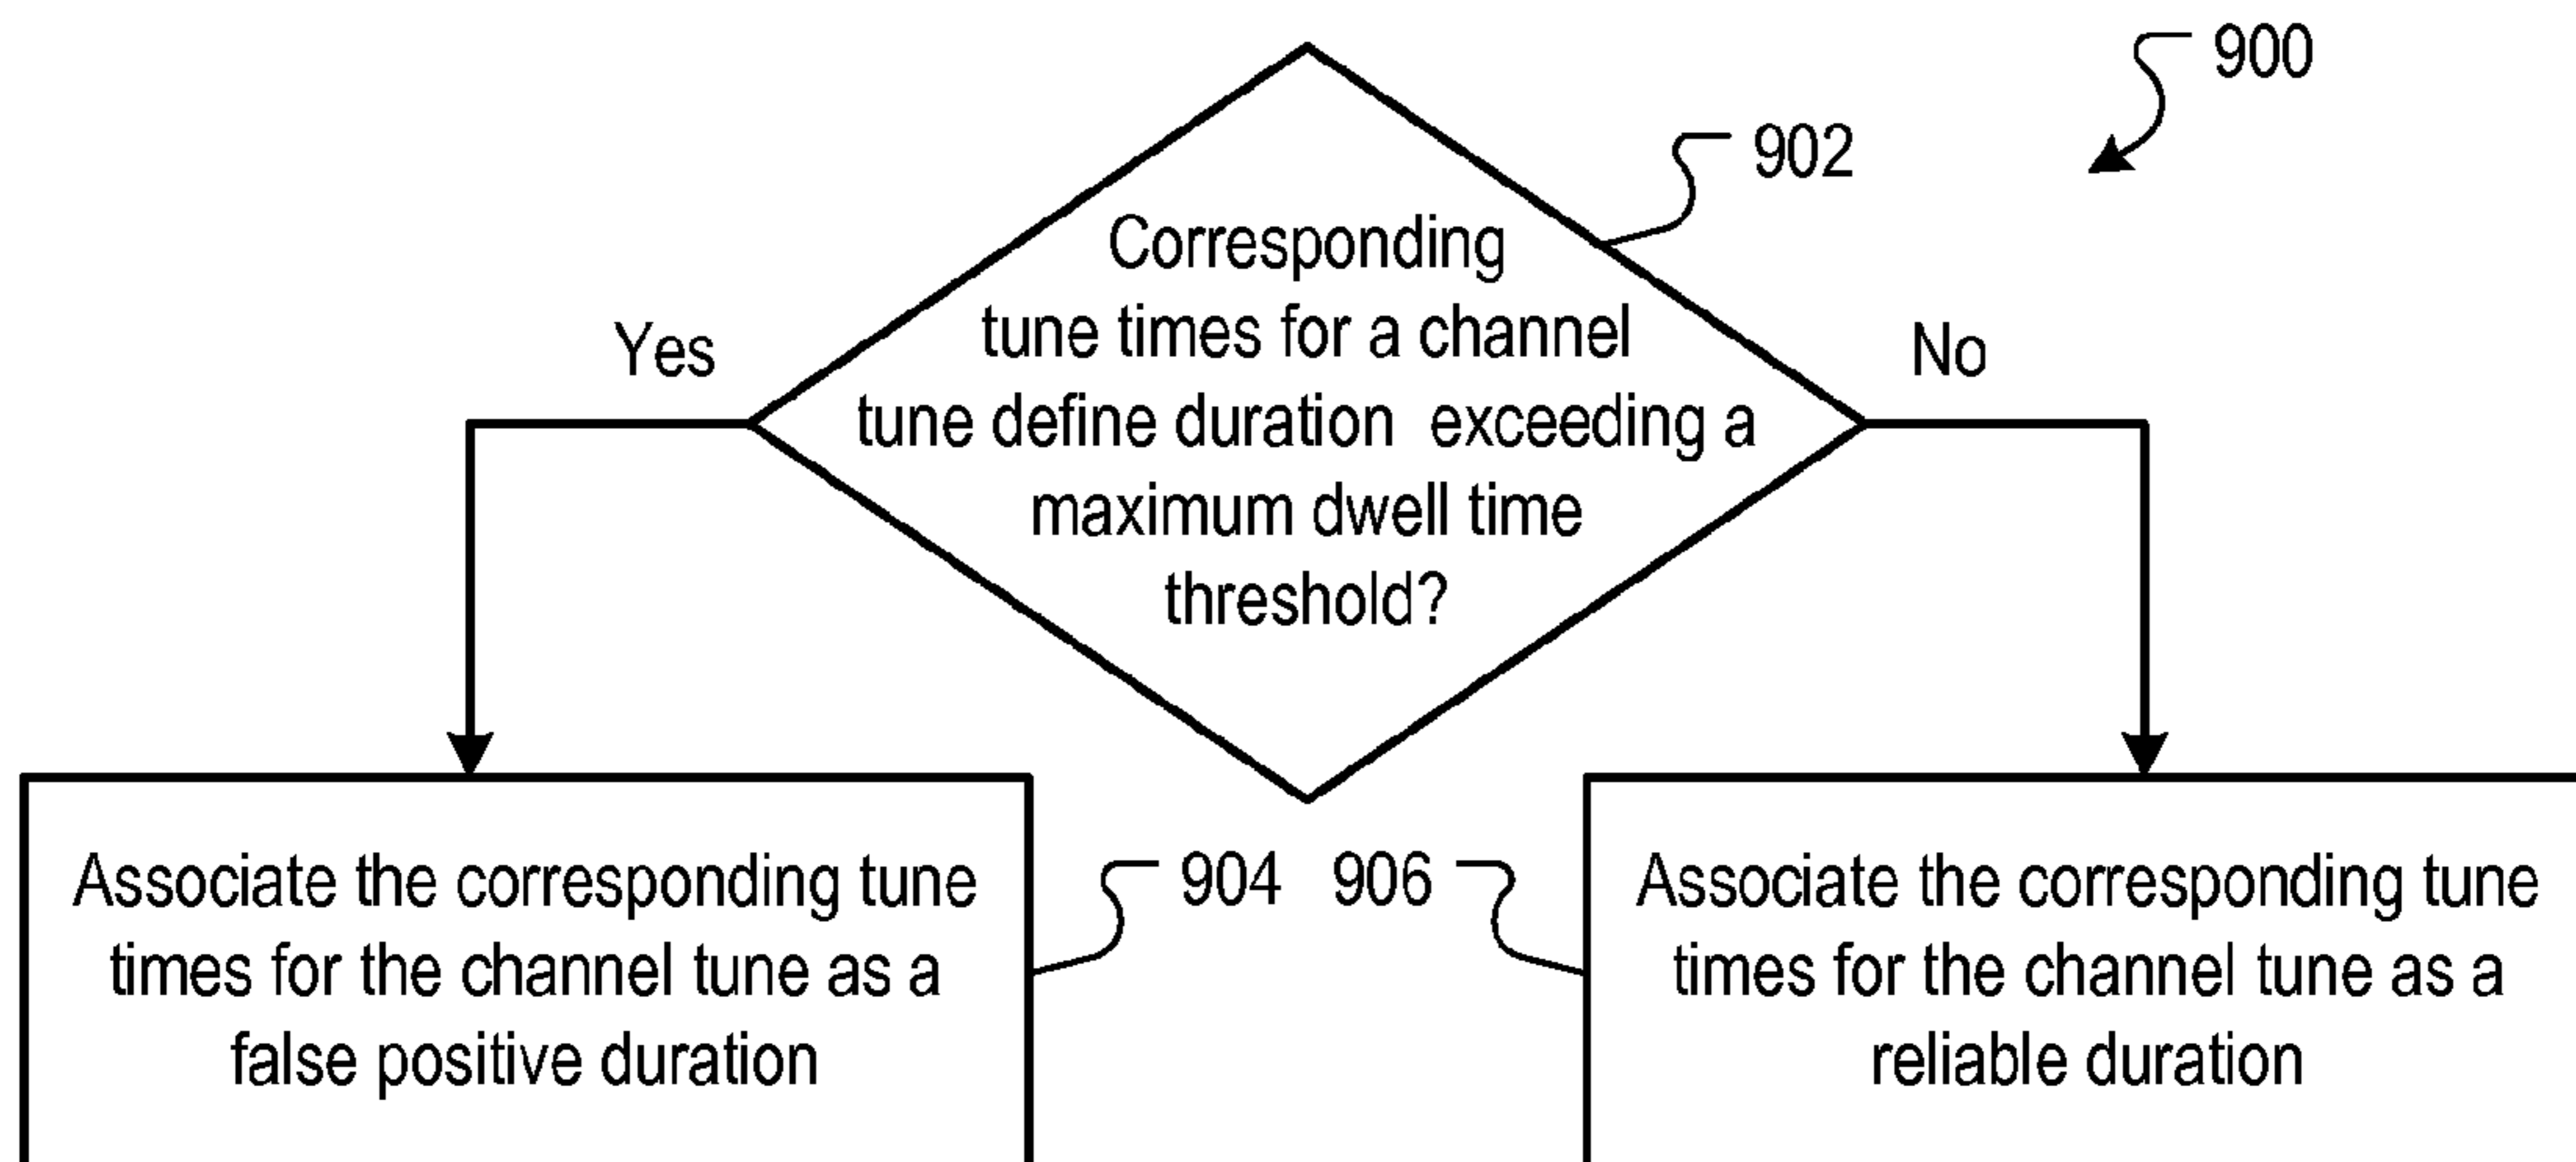 900
902
Corresponding
tune times for a channel
tune define duration exceeding a
maximum dwell time
threshold?
Yes
No
Associate the corresponding tune
times for the channel tune as a
false positive duration
904
906
Associate the corresponding tune
times for the channel tune as a
reliable duration